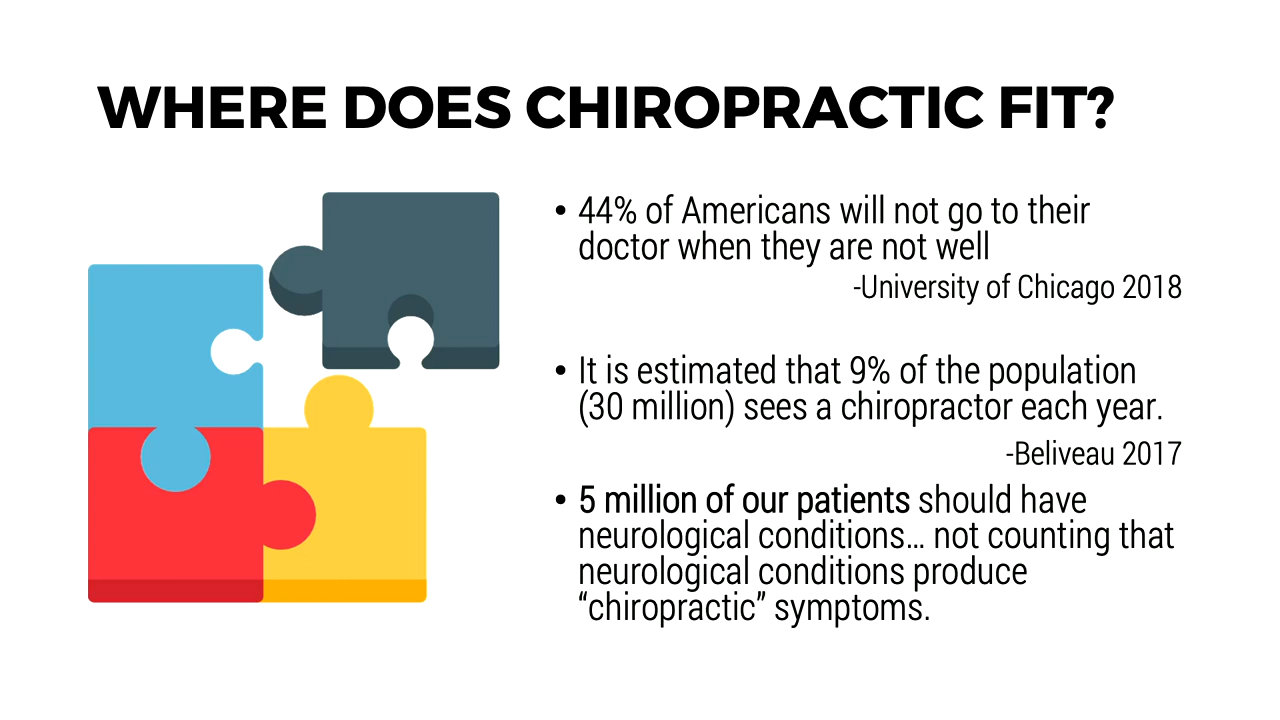 WHERE DOES CHIROPRACTIC FIT?
• 44% of Americans will not go to their
doctor when they are not well
-University of Chicago 2018
• It is estimated that 9% of the population
(30 million) sees a chiropractor each year.
-Beliveau 2017
• 5 million of our patients should have
neurological conditions… not counting that
neurological conditions produce
“chiropractic” symptoms.